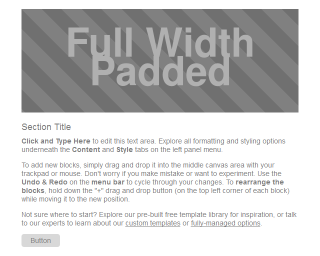 Full Width
Padded
Section Title
Click and Type Here to edit this text area. Explore all formatting and styling options
underneath the Content and Style tabs on the left panel menu.
To add new blocks, simply drag and drop it into the middle canvas area with your
trackpad or mouse. Don't worry if you make mistake or want to experiment. Use the
Undo & Redo on the menu bar to cycle through your changes. To rearrange the
blocks, hold down the "+" drag and drop button (on the top left corner of each block)
while moving it to the new position.
Not sure where to start? Explore our pre-built free template library for inspiration, or talk
to our experts to learn about our custom templates or fully-managed options.
Button